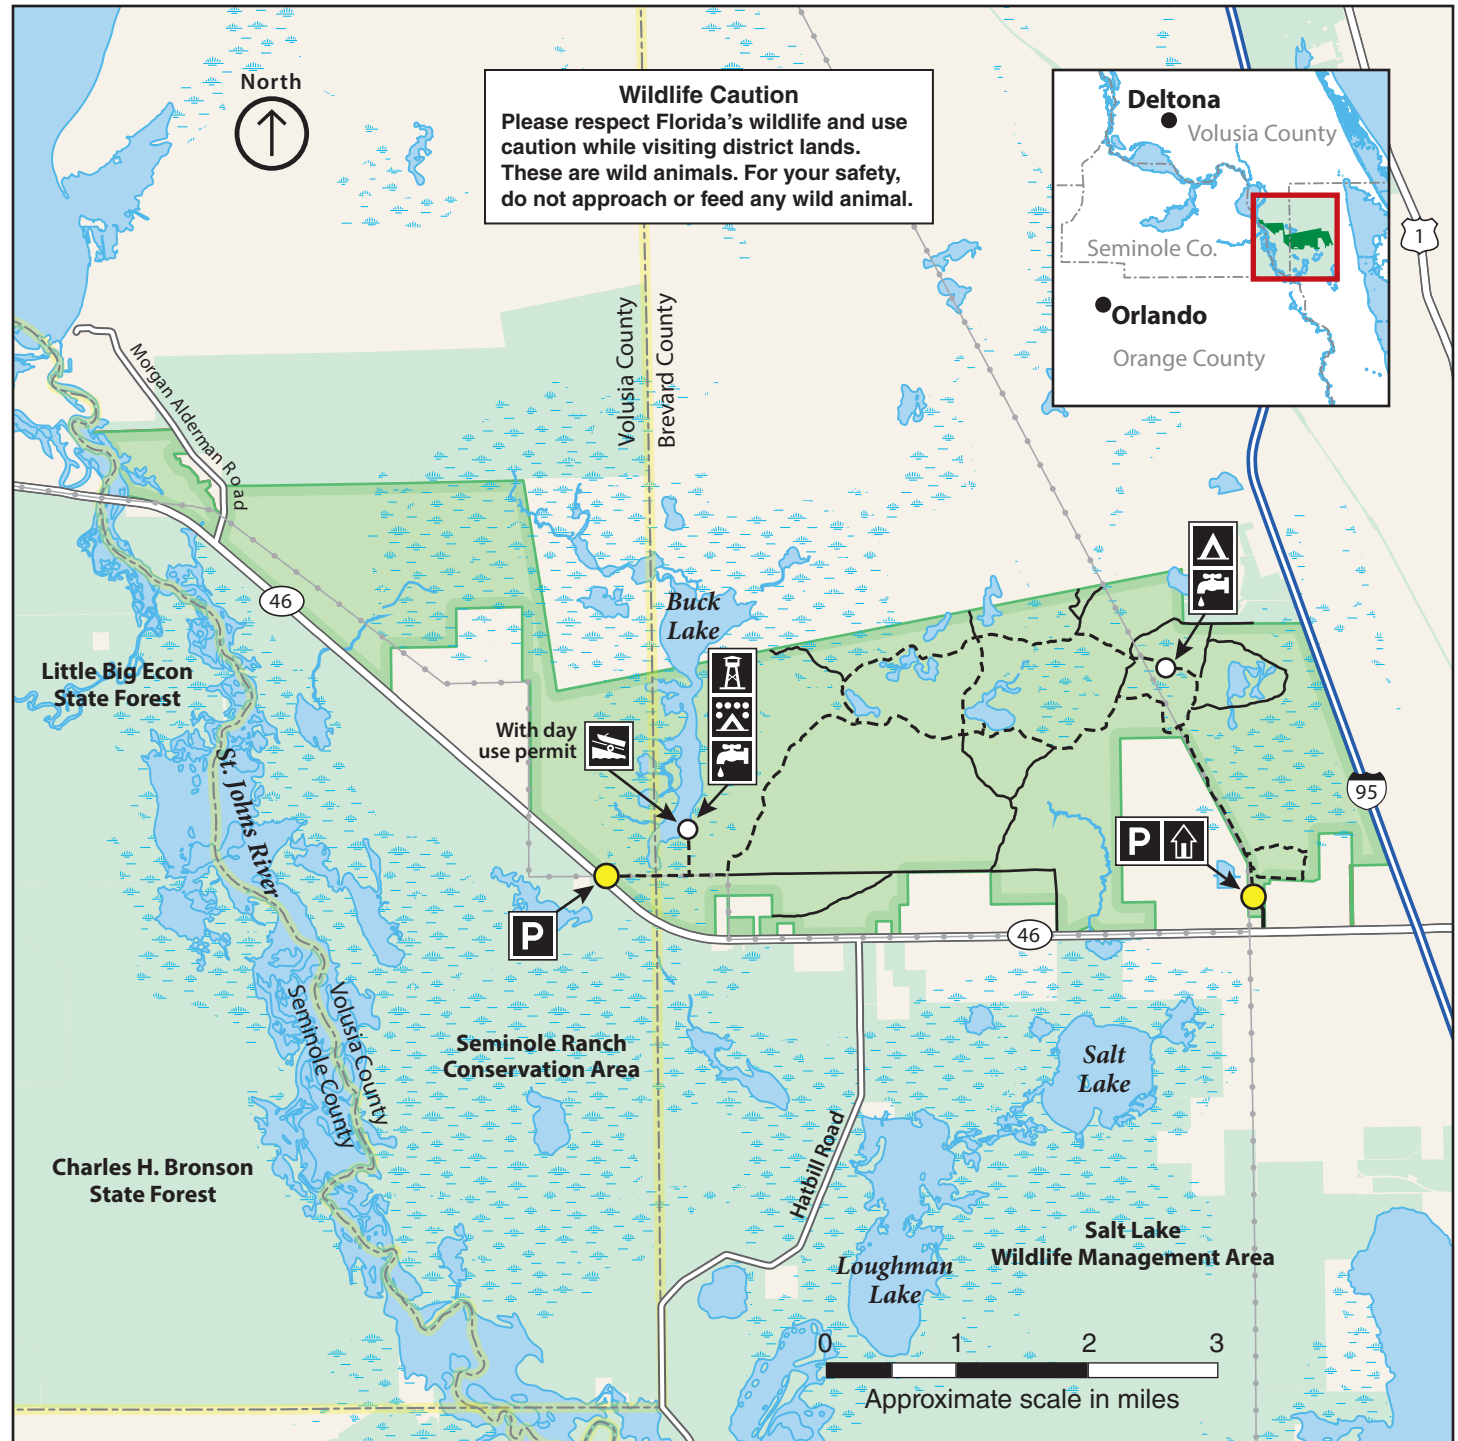 North
Wildlife Caution
Please respect Florida's wildlife and use
caution while visiting district lands.
These are wild animals. For your safety,
do not approach or feed any wild animal.
Deltona
Volusia County
Seminole Co.
Orlando
Orange County
1
Morgan Alderman Road
Volusia County
Brevard County
46
Buck
Lake
Little Big Econ
State Forest
With day
use permit
St. Johns River
95
P
P
46
Volusia County
Seminole County
Seminole Ranch
Conservation Area
Salt
Lake
Hatbill Road
Charles H. Bronson
State Forest
Salt Lake
Wildlife Management Area
Loughman
Lake
0 1 2 3
Approximate scale in miles